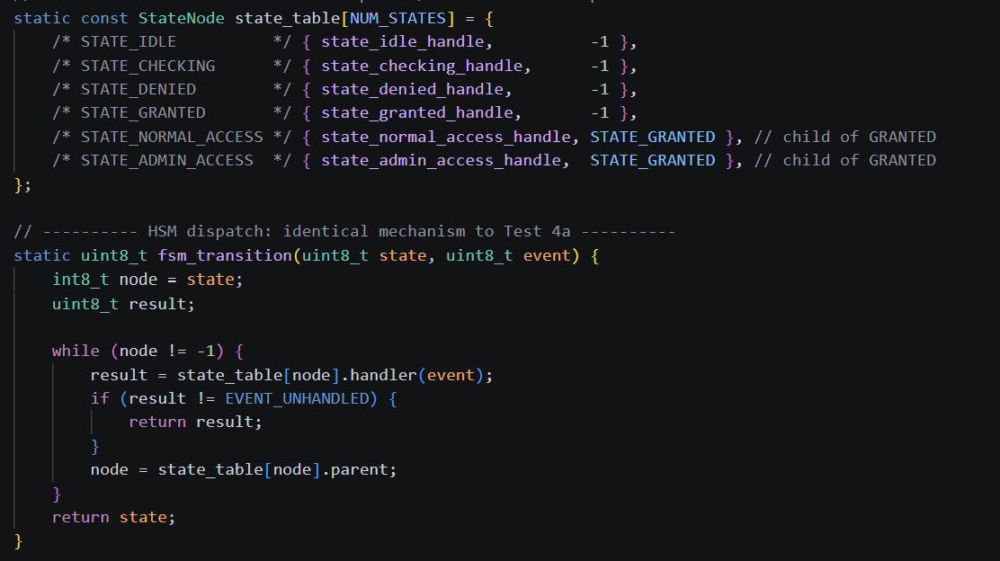 static const StateNode state_table[NUM_STATES] = {
    /* STATE_IDLE          */ { state_idle_handle,          -1 },
    /* STATE_CHECKING      */ { state_checking_handle,      -1 },
    /* STATE_DENIED        */ { state_denied_handle,        -1 },
    /* STATE_GRANTED       */ { state_granted_handle,       -1 },
    /* STATE_NORMAL_ACCESS */ { state_normal_access_handle, STATE_GRANTED }, // child of GRANTED
    /* STATE_ADMIN_ACCESS  */ { state_admin_access_handle,  STATE_GRANTED }, // child of GRANTED
};

// ---------- HSM dispatch: identical mechanism to Test 4a ----------
static uint8_t fsm_transition(uint8_t state, uint8_t event) {
    int8_t node = state;
    uint8_t result;

    while (node != -1) {
        result = state_table[node].handler(event);
        if (result != EVENT_UNHANDLED) {
            return result;
        }
        node = state_table[node].parent;
    }
    return state;
}